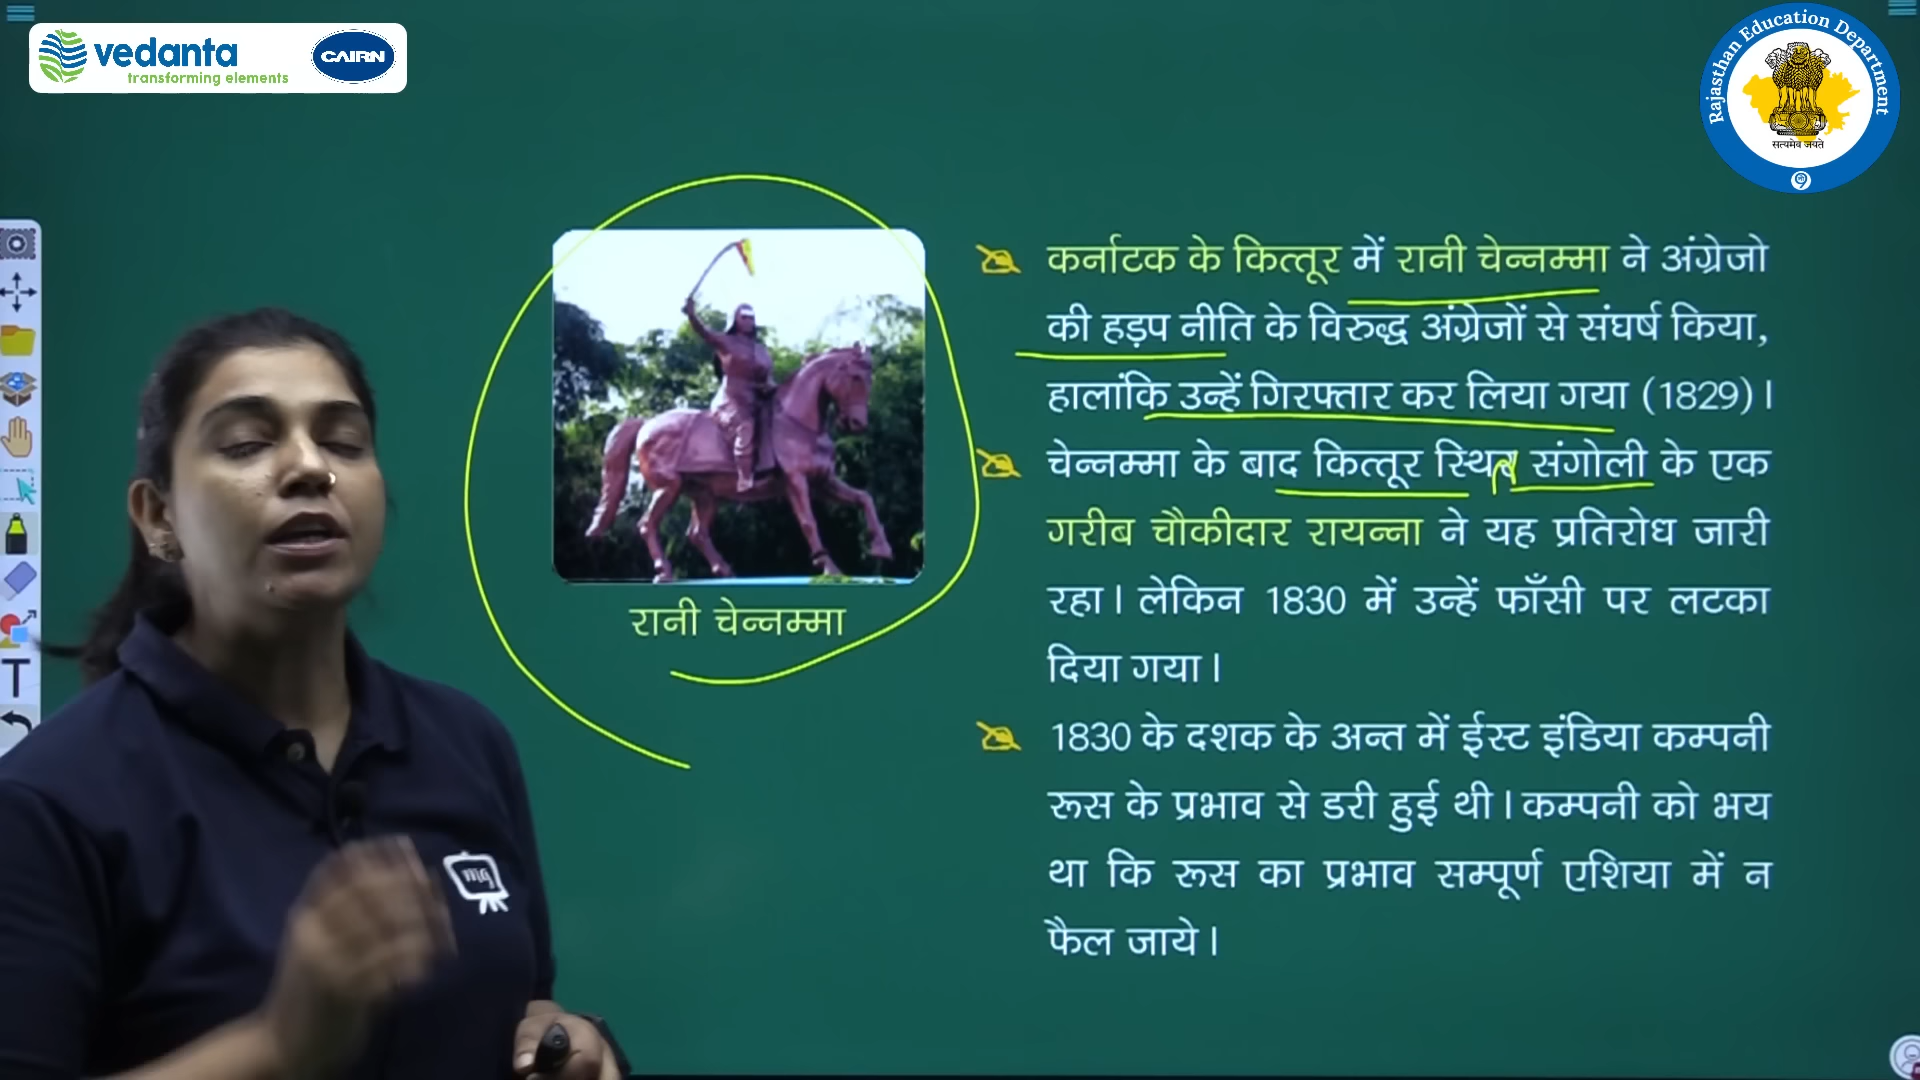 vedanta
transforming elements
CAIRN
Rajasthan Education Department
सत्यमेव जयते
कर्नाटक के कित्तूर में रानी चेन्नम्मा ने अंग्रेजो
की हड़प नीति के विरुद्ध अंग्रेजों से संघर्ष किया,
हालांकि उन्हें गिरफ्तार कर लिया गया (1829)।
चेन्नम्मा के बाद कित्तूर स्थित संगोली के एक
गरीब चौकीदार रायन्ना ने यह प्रतिरोध जारी
रहा। लेकिन 1830 में उन्हें फाँसी पर लटका
दिया गया।
1830 के दशक के अन्त में ईस्ट इंडिया कम्पनी
रूस के प्रभाव से डरी हुई थी। कम्पनी को भय
था कि रूस का प्रभाव सम्पूर्ण एशिया में न
फैल जाये।
रानी चेन्नम्मा
T
MG